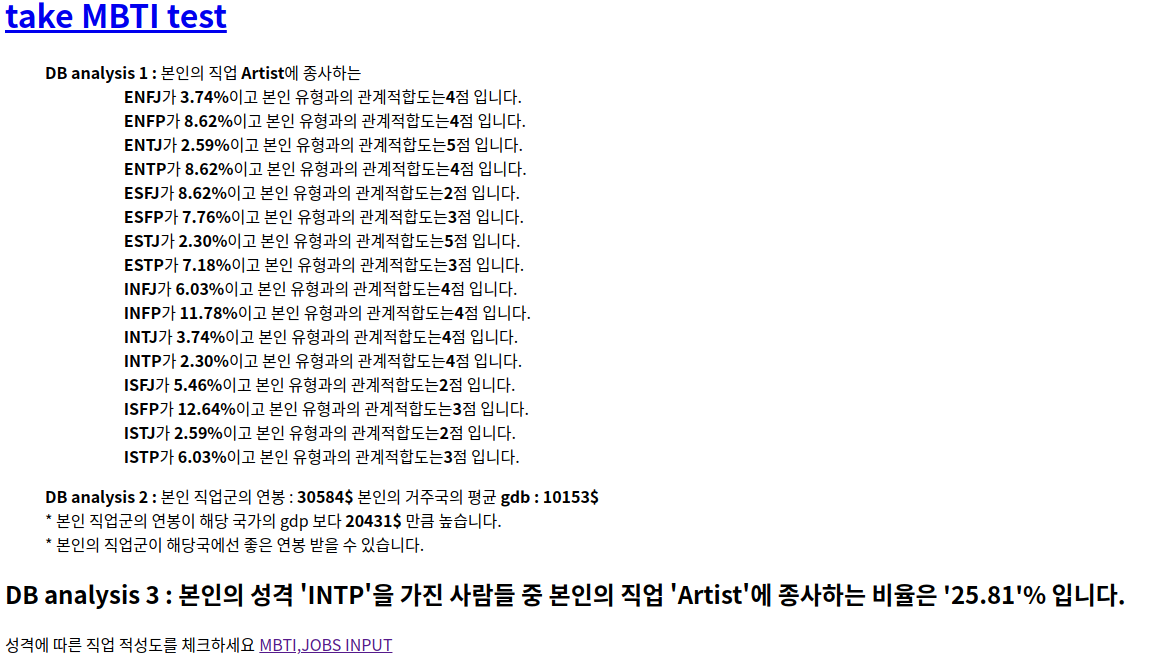 take MBTI test
DB analysis 1 : 본인의 직업 Artist에 종사하는
ENFJ가 3.74%이고 본인 유형과의 관계적합도는4점 입니다.
ENFP가 8.62%이고 본인 유형과의 관계적합도는4점 입니다.
ENTJ가 2.59%이고 본인 유형과의 관계적합도는5점 입니다.
ENTP가 8.62%이고 본인 유형과의 관계적합도는4점 입니다.
ESFJ가 8.62%이고 본인 유형과의 관계적합도는2점 입니다.
ESFP가 7.76%이고 본인 유형과의 관계적합도는3점 입니다.
ESTJ가 2.30%이고 본인 유형과의 관계적합도는5점 입니다.
ESTP가 7.18%이고 본인 유형과의 관계적합도는3점 입니다.
INFJ가 6.03%이고 본인 유형과의 관계적합도는4점 입니다.
INFP가 11.78%이고 본인 유형과의 관계적합도는4점 입니다.
INTJ가 3.74%이고 본인 유형과의 관계적합도는4점 입니다.
INTP가 2.30%이고 본인 유형과의 관계적합도는4점 입니다.
ISFJ가 5.46%이고 본인 유형과의 관계적합도는2점 입니다.
ISFP가 12.64%이고 본인 유형과의 관계적합도는3점 입니다.
ISTJ가 2.59%이고 본인 유형과의 관계적합도는2점 입니다.
ISTP가 6.03%이고 본인 유형과의 관계적합도는3점 입니다.
DB analysis 2 : 본인 직업군의 연봉 : 30584$ 본인의 거주국의 평균 gdb : 10153$
* 본인 직업군의 연봉이 해당 국가의 gdp 보다 20431$ 만큼 높습니다.
* 본인의 직업군이 해당국에선 좋은 연봉 받을 수 있습니다.
DB analysis 3 : 본인의 성격 'INTP'을 가진 사람들 중 본인의 직업 'Artist'에 종사하는 비율은 '25.81'% 입니다.
성격에 따른 직업 적성도를 체크하세요 MBTI,JOBS INPUT